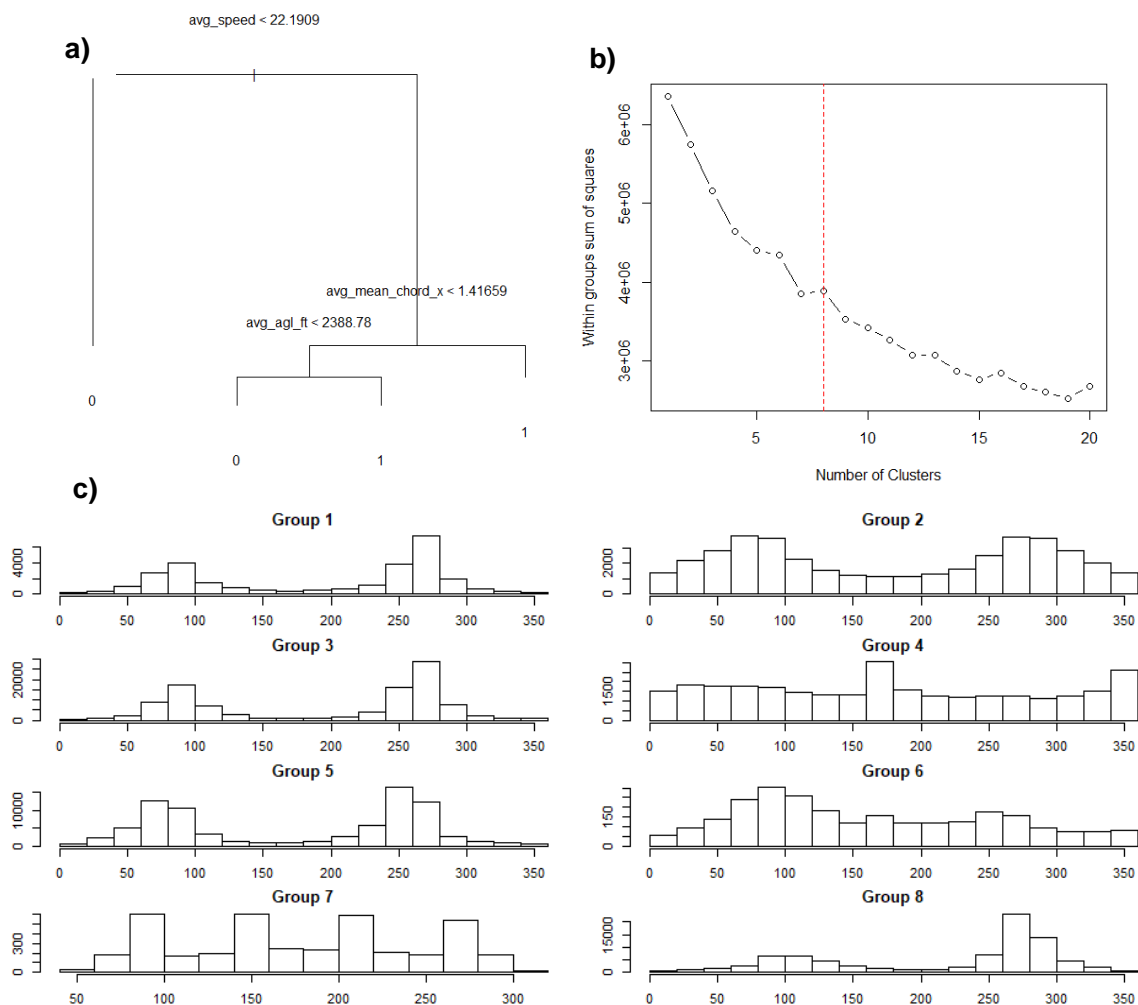 avg_speed < 22.1909
a)
avg_mean_chord_x < 1.41659
avg_agl_ft < 2388.78
0
1
0 1
b)
Within groups sum of squares
6e+06
5e+06
4e+06
3e+06
5 10 15 20
Number of Clusters
c)
Group 1
4000
0
0 50 100 150 200 250 300 350
Group 2
2000
0
0 50 100 150 200 250 300 350
Group 3
20000
0
0 50 100 150 200 250 300 350
Group 4
1500
0
0 50 100 150 200 250 300 350
Group 5
10000
0
0 50 100 150 200 250 300 350
Group 6
150
0
0 50 100 150 200 250 300 350
Group 7
300
0
50 100 150 200 250 300
Group 8
15000
0
0 50 100 150 200 250 300 350